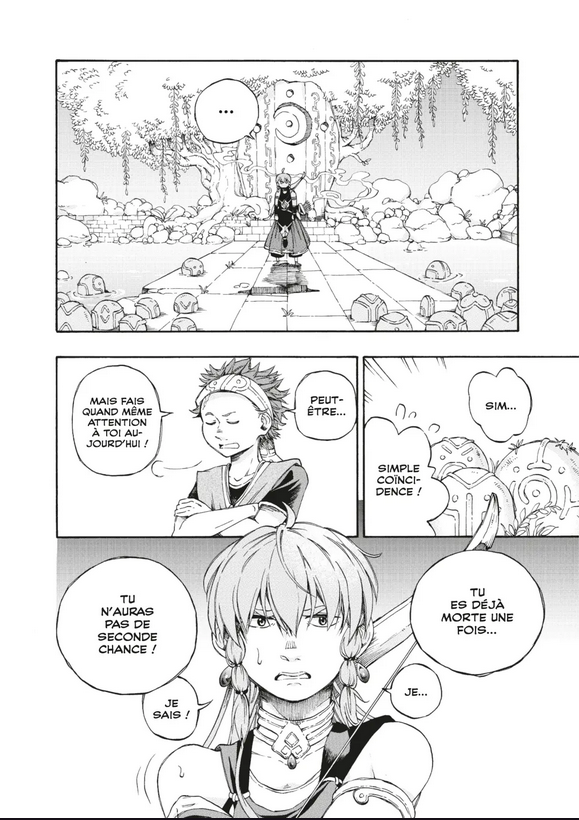 ...
SIM...
SIMPLE
COÏNCI-
DENCE !
PEUT-
ÊTRE...
MAIS FAIS
QUAND MÊME
ATTENTION
À TOI AU-
JOURD'HUI !
TU
ES DÉJÀ
MORTE UNE
FOIS...
JE...
TU
N'AURAS
PAS DE
SECONDE
CHANCE !
JE
SAIS !